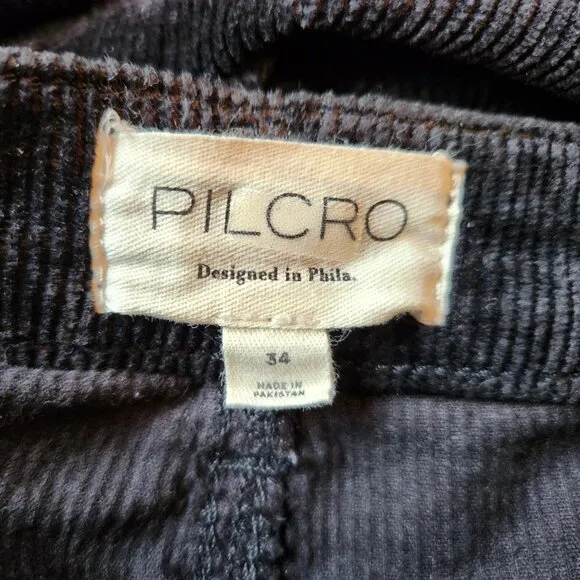 PILCRO
Designed in Phila.
34
MADE IN
PAKISTAN